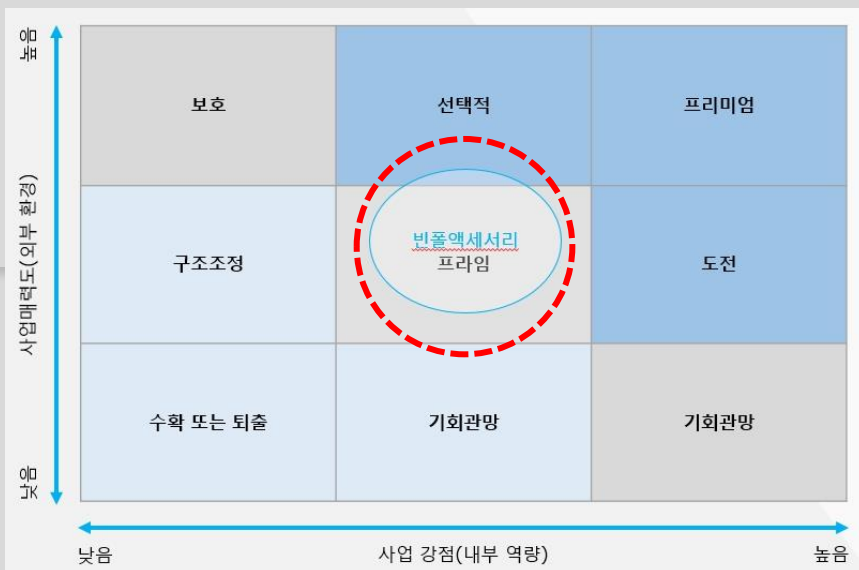 높음
보호
선택적
프리미엄
사업매력도(외부 환경)
구조조정
빈폴액세서리
프라임
도전
수확 또는 퇴출
기회관망
기회관망
낮음
낮음
사업 강점(내부 역량)
높음